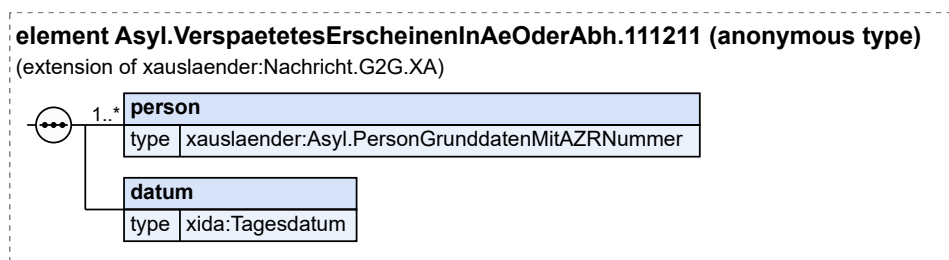 element Asyl.VerspaetetesErscheinenInAeOderAbh.111211 (anonymous type)
(extension of xauslaender:Nachricht.G2G.XA)
1..* person
type xauslaender:Asyl.PersonGrunddatenMitAZRNummer
datum
type xida:Tagesdatum